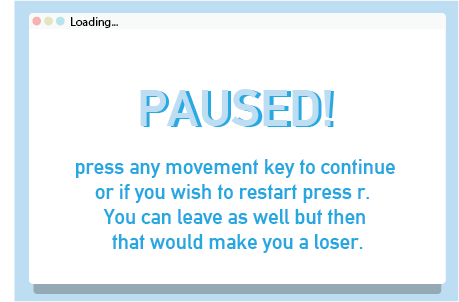 Loading...
PAUSED!
press any movement key to continue
or if you wish to restart press r.
You can leave as well but then
that would make you a loser.